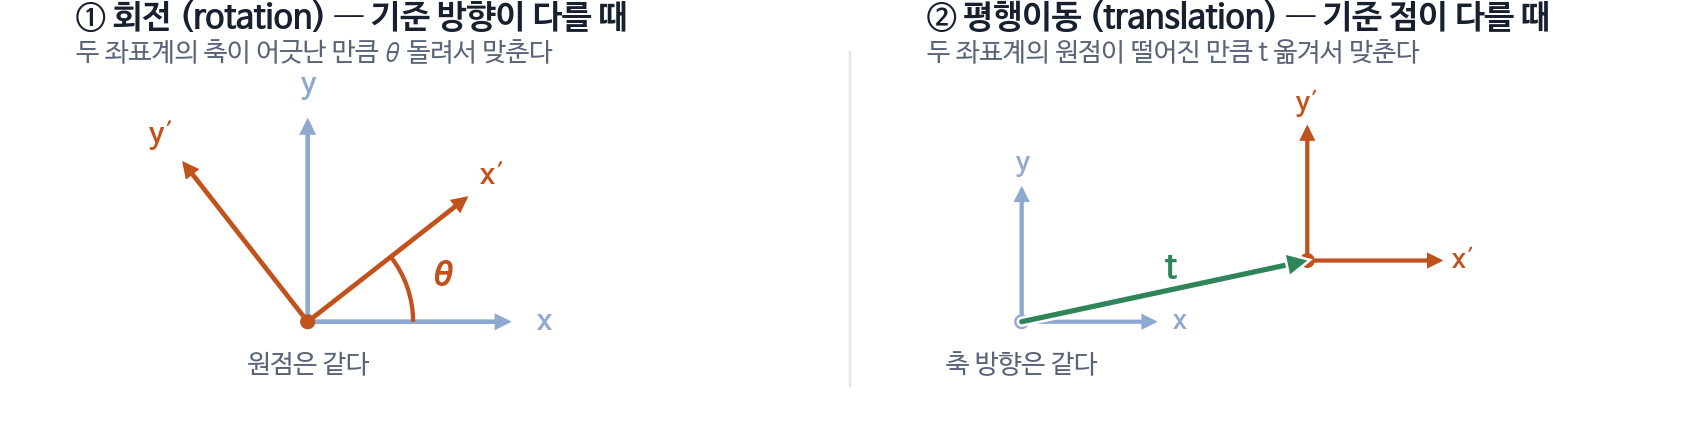 ① 회전 (rotation) — 기준 방향이 다를 때
두 좌표계의 축이 어긋난 만큼 θ 돌려서 맞춘다
y
y′
x′
θ
x
원점은 같다
② 평행이동 (translation) — 기준 점이 다를 때
두 좌표계의 원점이 떨어진 만큼 t 옮겨서 맞춘다
y′
y
t
x′
x
축 방향은 같다